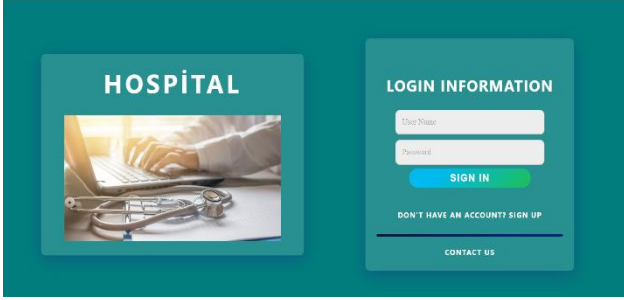 HOSPİTAL
LOGIN INFORMATION
User Name
Password
SIGN IN
DON'T HAVE AN ACCOUNT? SIGN UP
CONTACT US